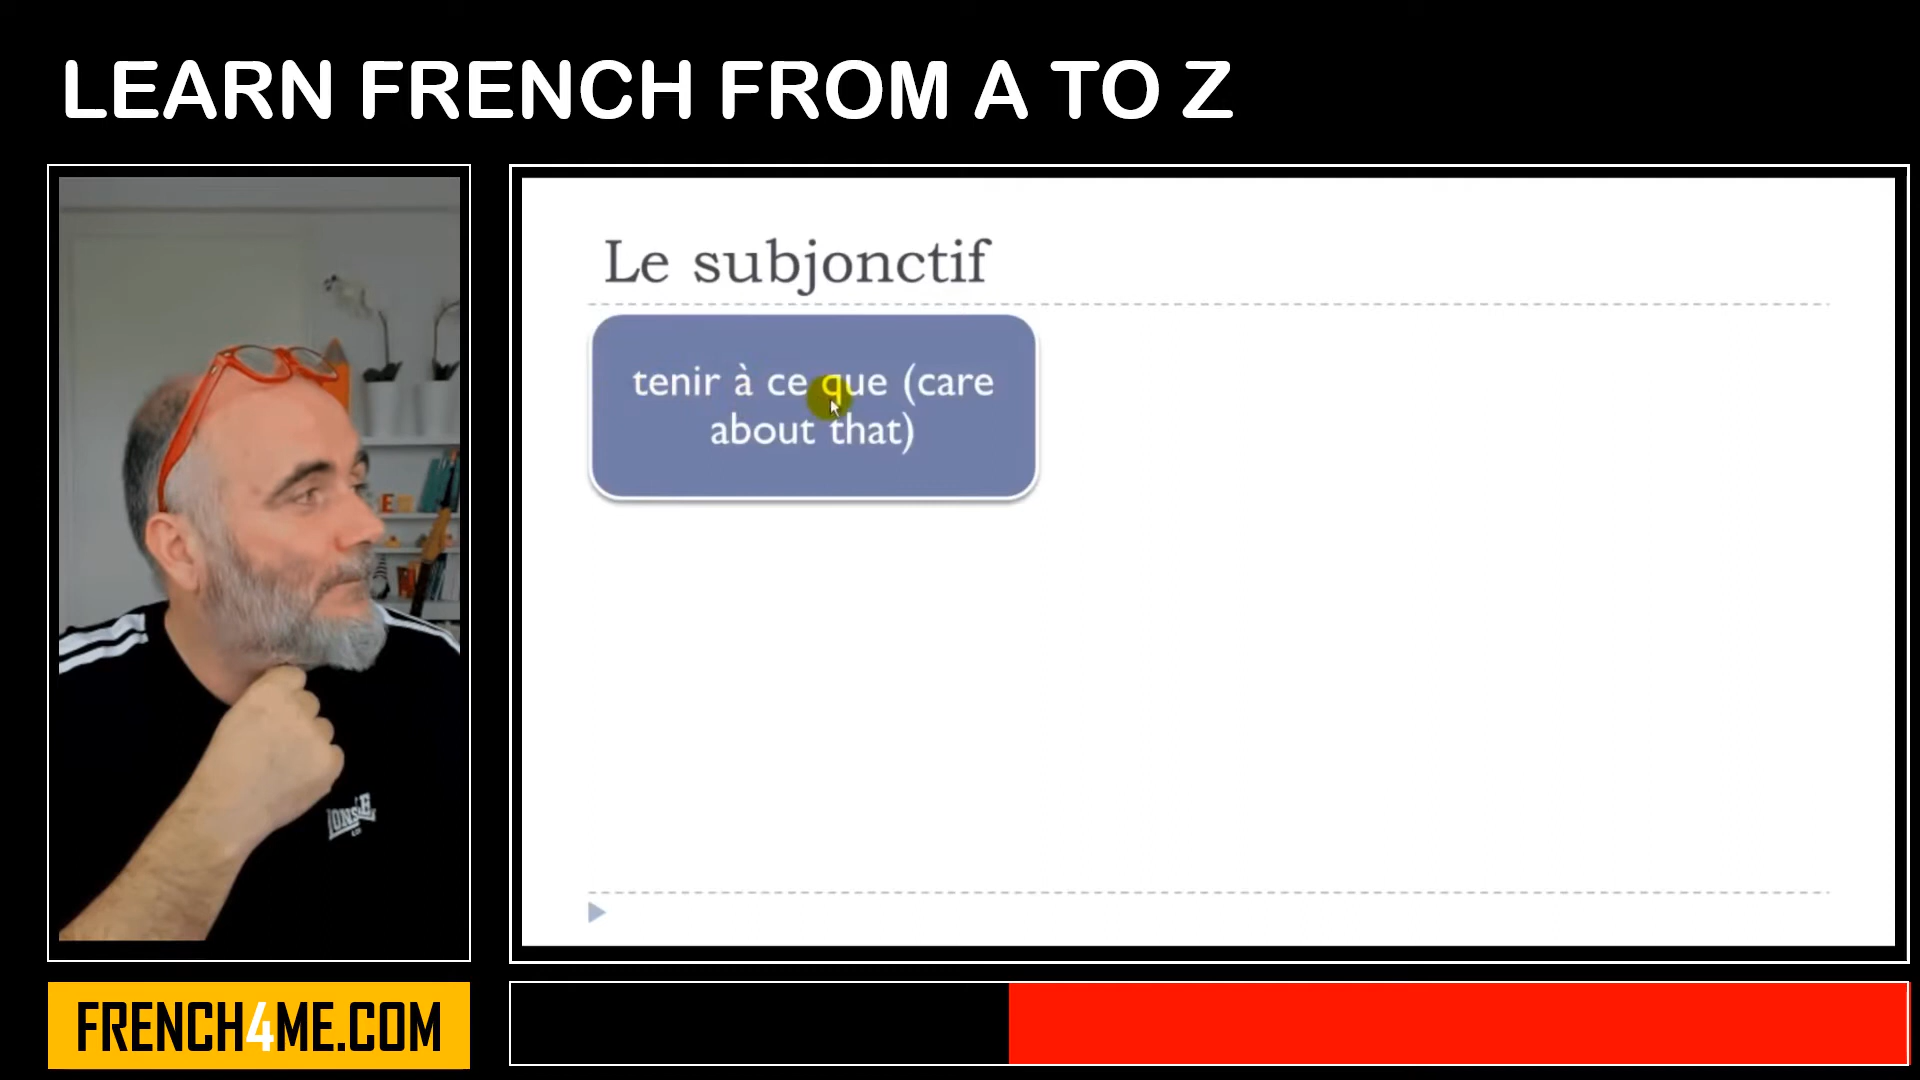 LEARN FRENCH FROM A TO Z
Le subjonctif
tenir à ce que (care
about that)
FRENCH4ME.COM